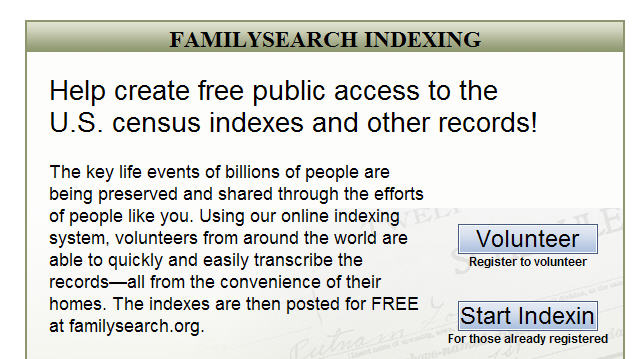 FAMILYSEARCH INDEXING
Help create free public access to the
U.S. census indexes and other records!
The key life events of billions of people are
being preserved and shared through the efforts
of people like you. Using our online indexing
system, volunteers from around the world are
able to quickly and easily transcribe the
records—all from the convenience of their
homes. The indexes are then posted for FREE
at familysearch.org.
Volunteer
Register to volunteer
Start Indexin
For those already registered